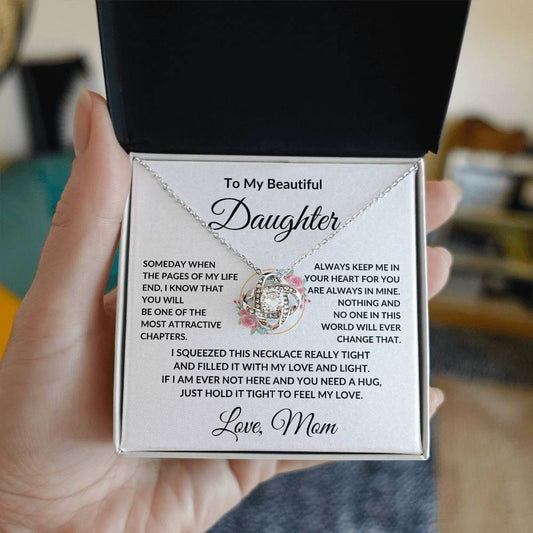 To My Beautiful
Daughter
SOMEDAY WHEN
THE PAGES OF MY LIFE
END, I KNOW THAT
YOU WILL
BE ONE OF THE
MOST ATTRACTIVE
CHAPTERS.
ALWAYS KEEP ME IN
YOUR HEART FOR YOU
ARE ALWAYS IN MINE.
NOTHING AND
NO ONE IN THIS
WORLD WILL EVER
CHANGE THAT.
I SQUEEZED THIS NECKLACE REALLY TIGHT
AND FILLED IT WITH MY LOVE AND LIGHT.
IF I AM EVER NOT HERE AND YOU NEED A HUG,
JUST HOLD IT TIGHT TO FEEL MY LOVE.
Love, Mom